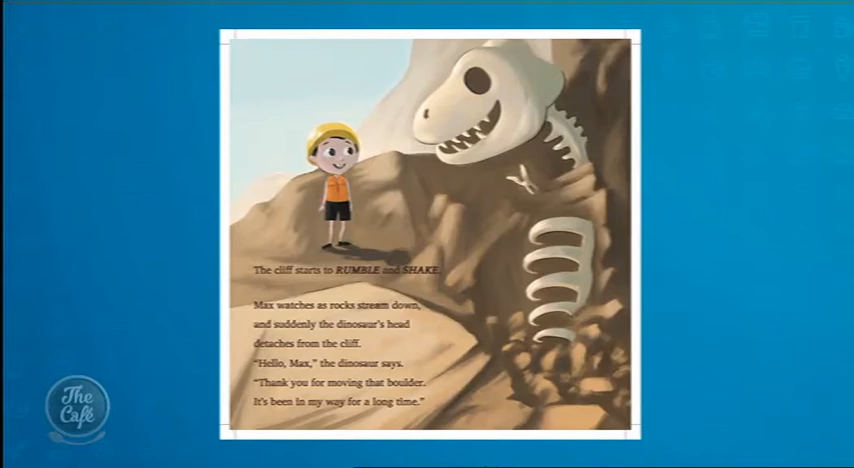 The cliff starts to RUMBLE and SHAKE.
Max watches as rocks stream down,
and suddenly the dinosaur's head
detaches from the cliff.
“Hello, Max,” the dinosaur says.
“Thank you for moving that boulder.
It's been in my way for a long time.”
The
Café